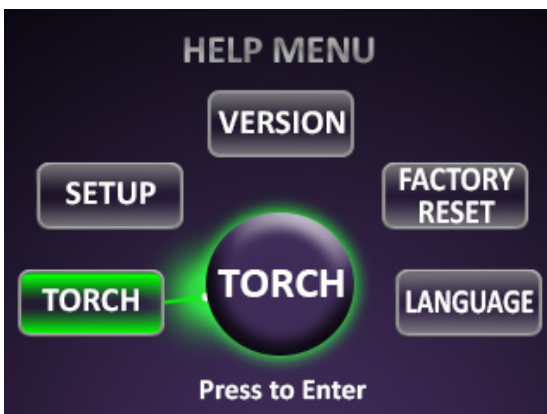 HELP MENU
VERSION
SETUP
FACTORY
RESET
TORCH
TORCH
LANGUAGE
Press to Enter